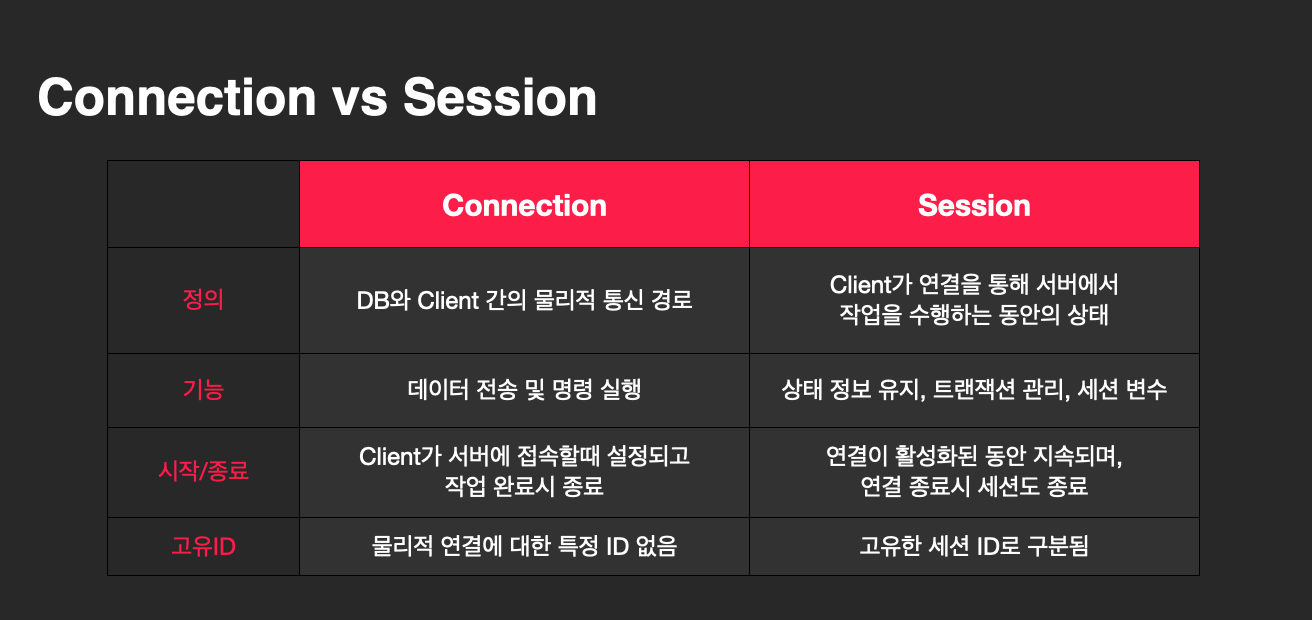 Connection vs Session
Connection
Session
정의
DB와 Client 간의 물리적 통신 경로
Client가 연결을 통해 서버에서
작업을 수행하는 동안의 상태
기능
데이터 전송 및 명령 실행
상태 정보 유지, 트랜잭션 관리, 세션 변수
시작/종료
Client가 서버에 접속할때 설정되고
작업 완료시 종료
연결이 활성화된 동안 지속되며,
연결 종료시 세션도 종료
고유ID
물리적 연결에 대한 특정 ID 없음
고유한 세션 ID로 구분됨